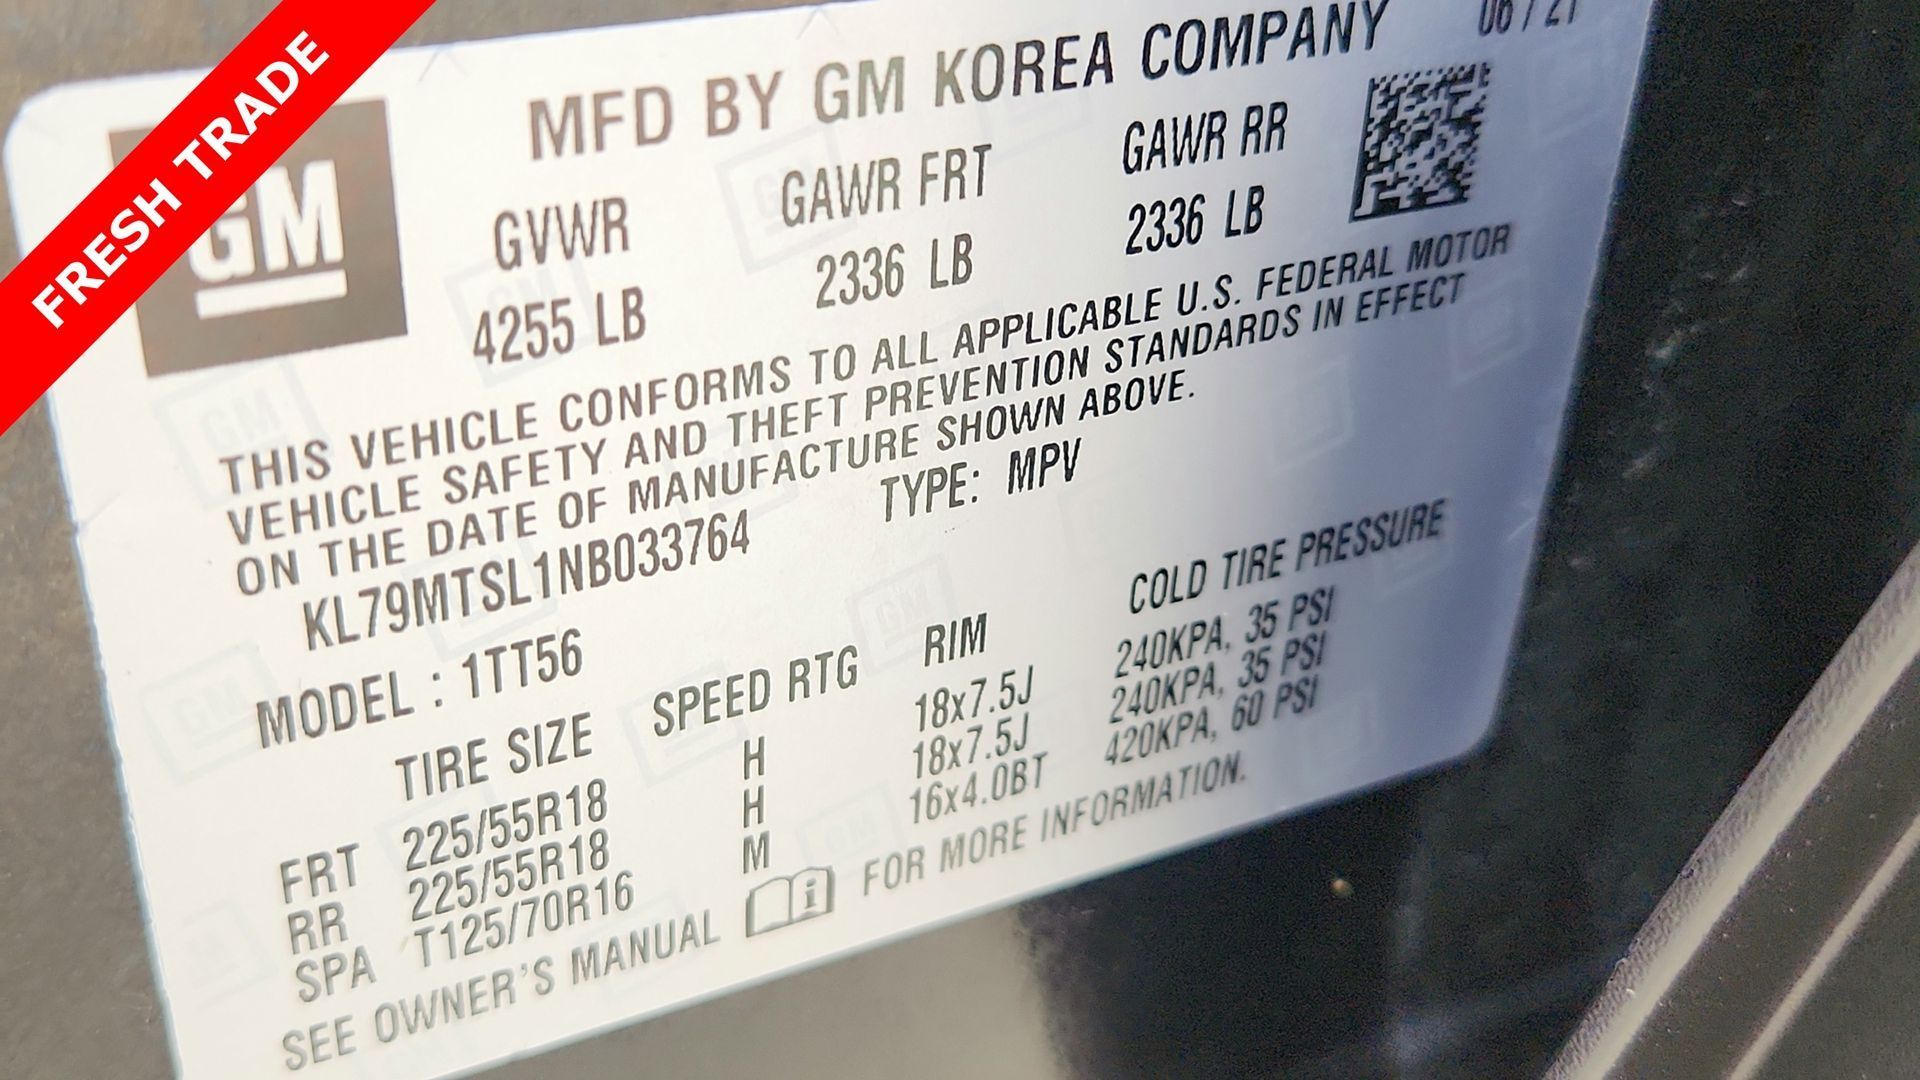 FRESH TRADE
GM
MFD BY GM KOREA COMPANY
06 / 21
GVWR GAWR FRT GAWR RR
4255 LB 2336 LB 2336 LB
THIS VEHICLE CONFORMS TO ALL APPLICABLE U.S. FEDERAL MOTOR
VEHICLE SAFETY AND THEFT PREVENTION STANDARDS IN EFFECT
ON THE DATE OF MANUFACTURE SHOWN ABOVE.
KL79MTSL1NB033764 TYPE: MPV
MODEL : 1TT56
TIRE SIZE SPEED RTG RIM COLD TIRE PRESSURE
FRT 225/55R18 H 18x7.5J 240KPA, 35 PSI
RR 225/55R18 H 18x7.5J 240KPA, 35 PSI
SPA T125/70R16 M 16x4.0BT 420KPA, 60 PSI
SEE OWNER'S MANUAL FOR MORE INFORMATION.